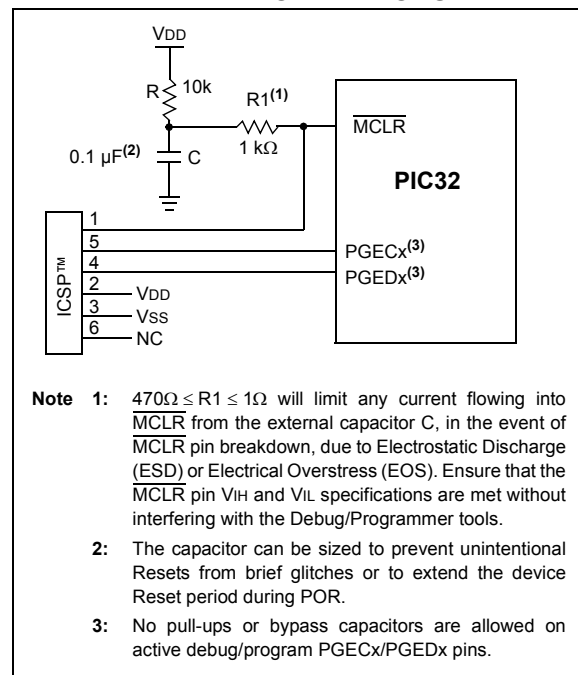 VDD
R 10k
R1(1)
1 kΩ
MCLR
0.1 µF(2) C
PIC32
ICSP™
1
5
4
2
3
6
PGECx(3)
PGEDx(3)
VDD
VSS
NC
Note 1: 470Ω ≤ R1 ≤ 1Ω will limit any current flowing into
MCLR from the external capacitor C, in the event of
MCLR pin breakdown, due to Electrostatic Discharge
(ESD) or Electrical Overstress (EOS). Ensure that the
MCLR pin VIH and VIL specifications are met without
interfering with the Debug/Programmer tools.
2: The capacitor can be sized to prevent unintentional
Resets from brief glitches or to extend the device
Reset period during POR.
3: No pull-ups or bypass capacitors are allowed on
active debug/program PGECx/PGEDx pins.